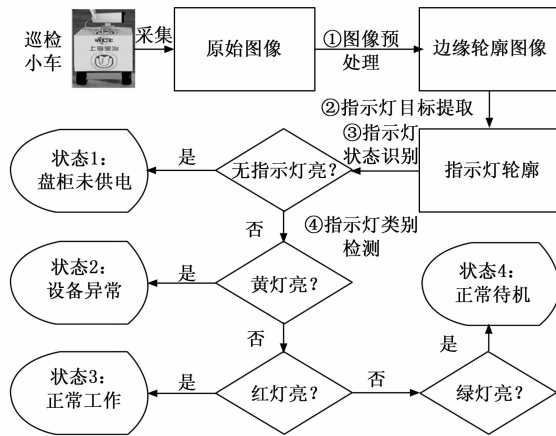 巡检
小车
上海宝冶
采集
原始图像
①图像预
处理
边缘轮廓图像
②指示灯目标提取
③指示灯
状态识别
指示灯轮廓
无指示灯亮?
是
状态1:
盘柜未供电
否
④指示灯类别
检测
黄灯亮?
是
状态2:
设备异常
否
红灯亮?
是
状态3:
正常工作
否
绿灯亮?
是
状态4:
正常待机